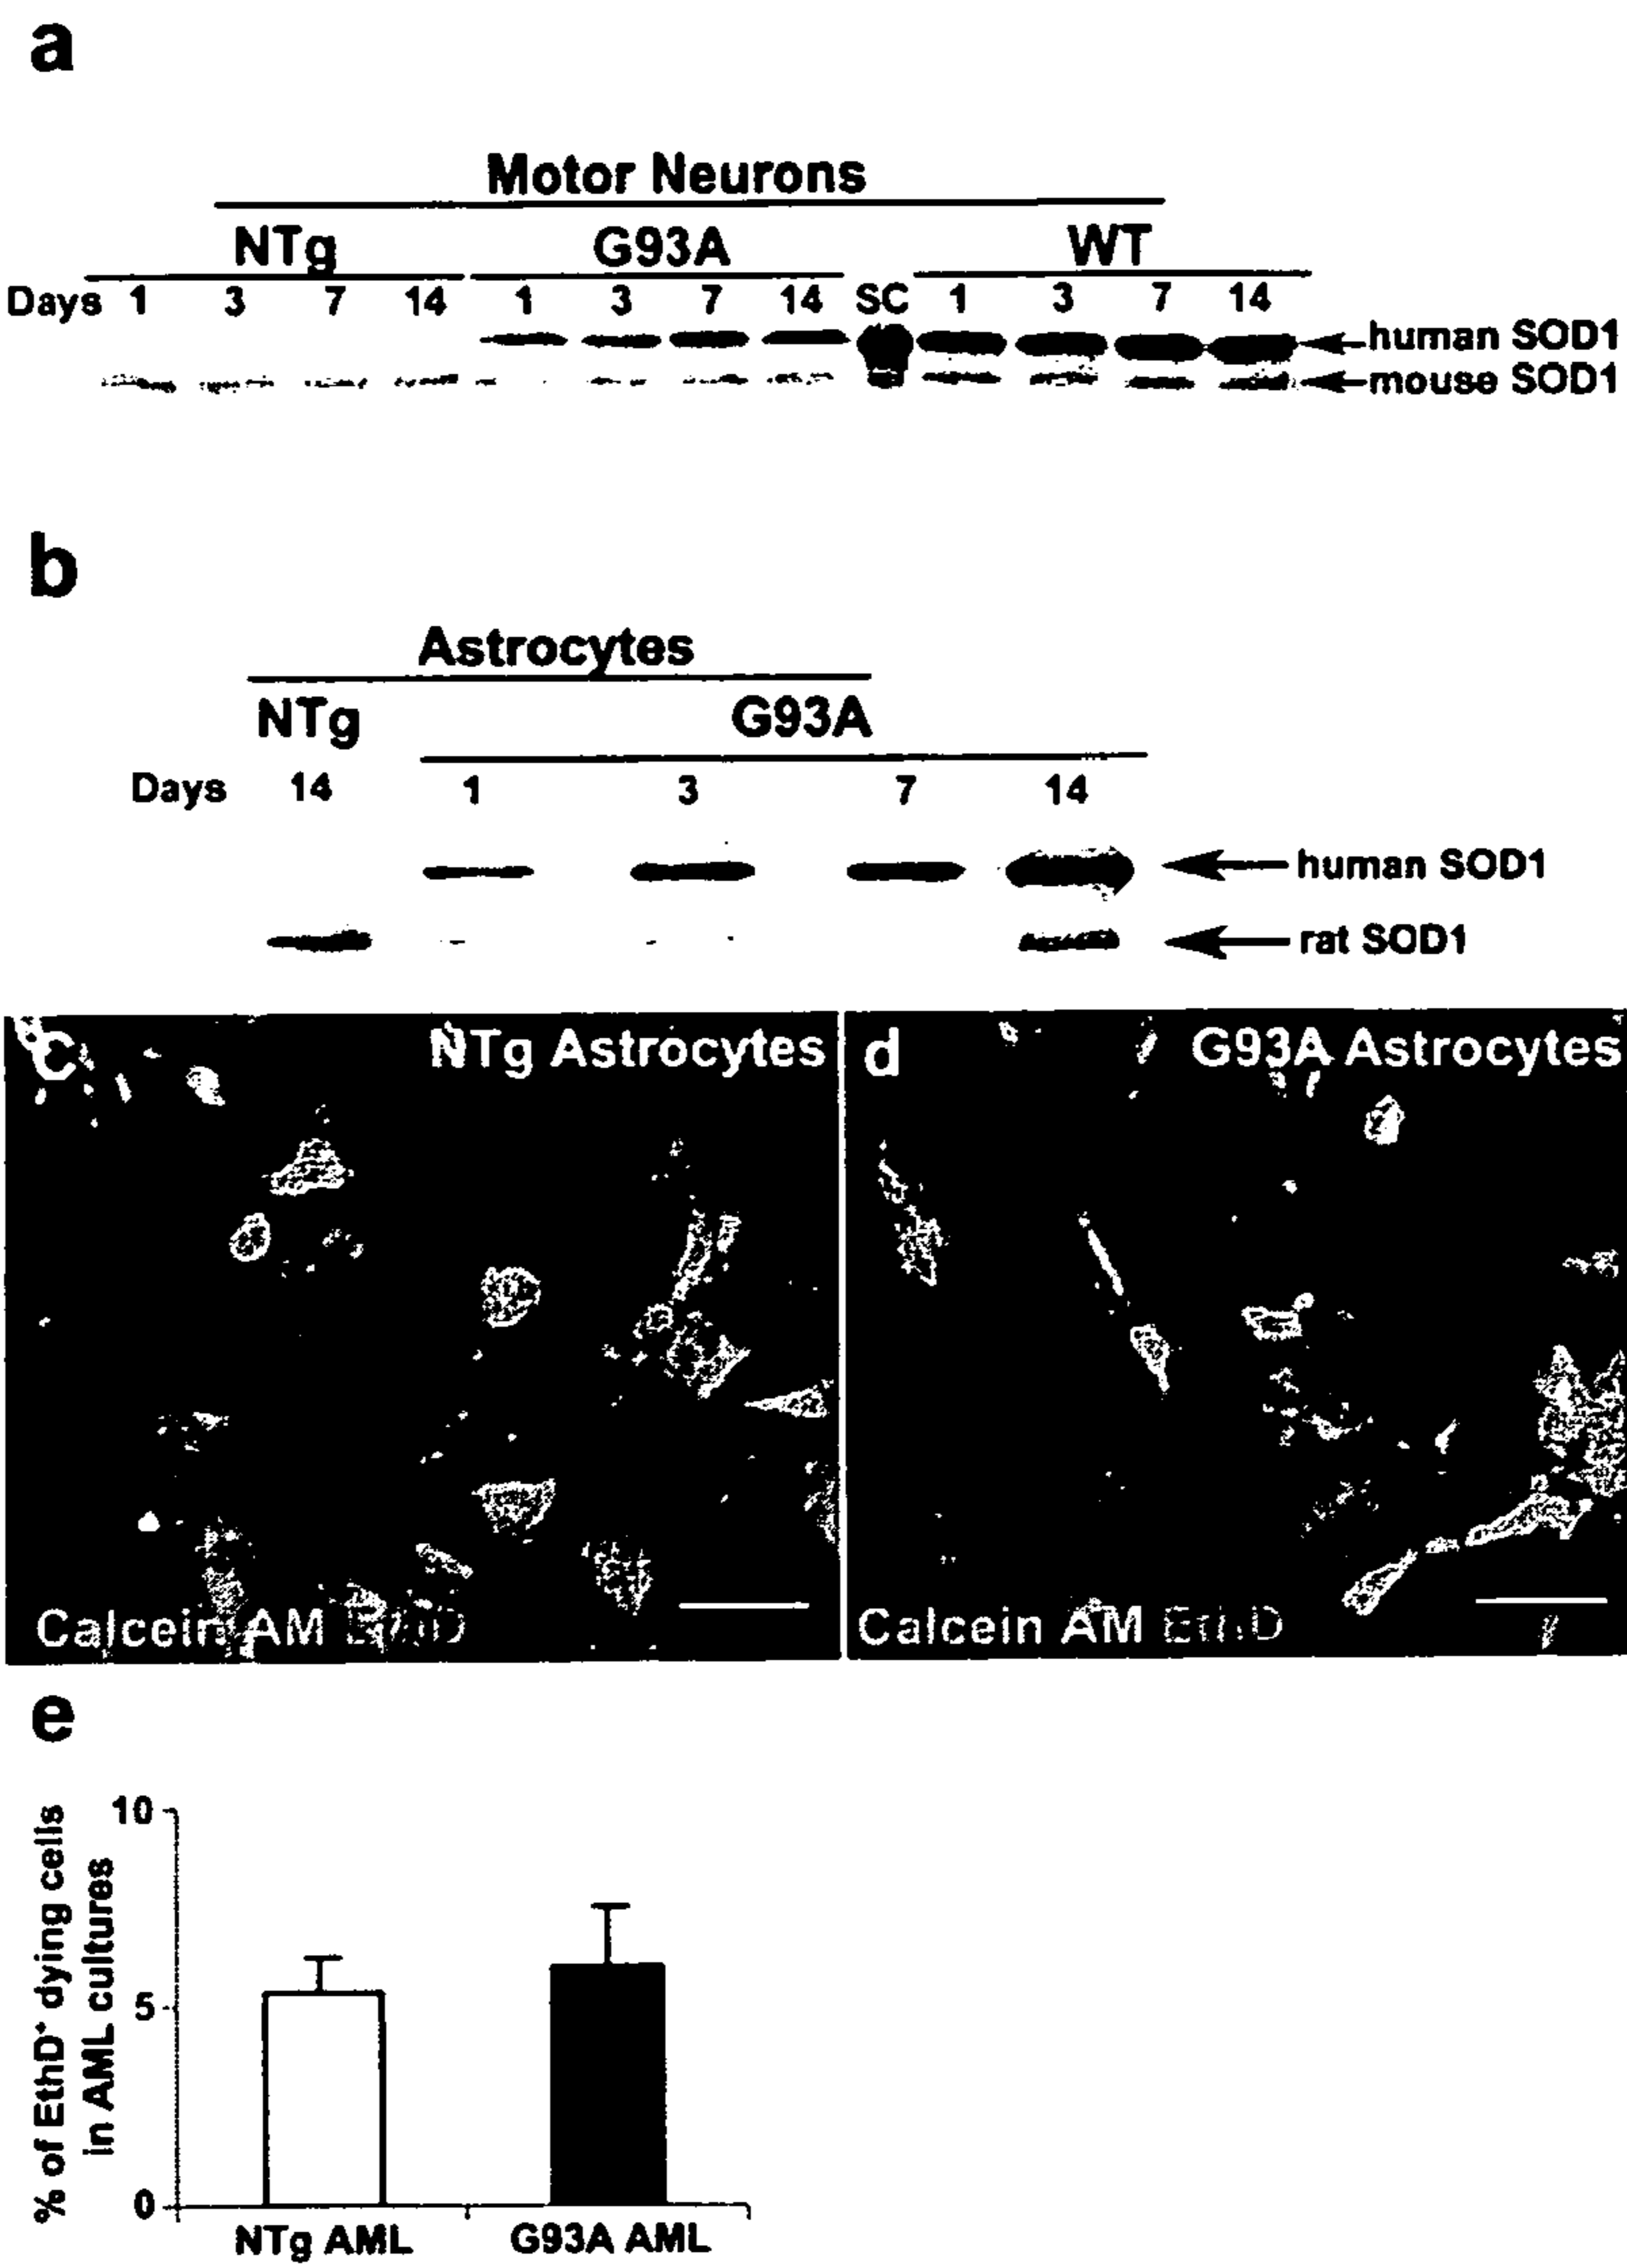 a
Motor Neurons
NTg G93A WT
Days 1 3 7 14 1 3 7 14 SC 1 3 7 14
human SOD1
mouse SOD1
b
Astrocytes
NTg G93A
Days 14 1 3 7 14
human SOD1
rat SOD1
c NTg Astrocytes
Calcein AM EthD
d G93A Astrocytes
Calcein AM EthD
e
% of EthD+ dying cells
in AML cultures
10
5
0
NTg AML G93A AML